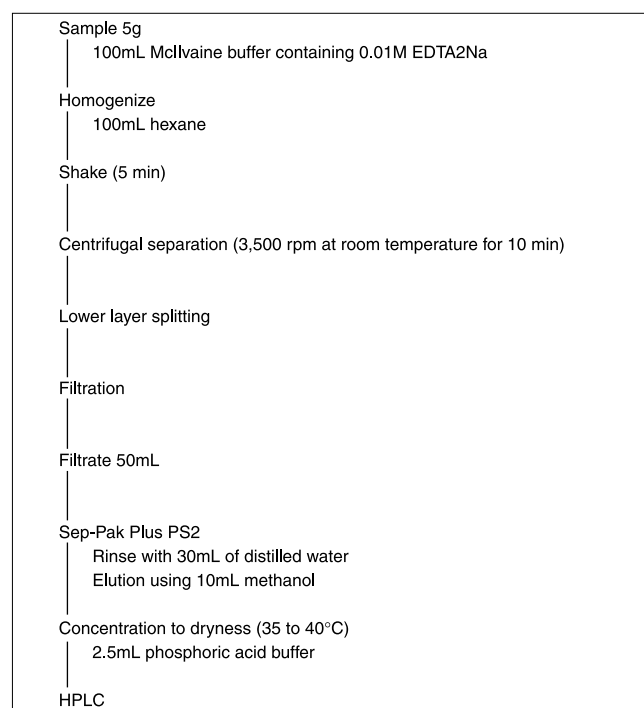 Sample 5g
100mL McIlvaine buffer containing 0.01M EDTA2Na
Homogenize
100mL hexane
Shake (5 min)
Centrifugal separation (3,500 rpm at room temperature for 10 min)
Lower layer splitting
Filtration
Filtrate 50mL
Sep-Pak Plus PS2
Rinse with 30mL of distilled water
Elution using 10mL methanol
Concentration to dryness (35 to 40°C)
2.5mL phosphoric acid buffer
HPLC